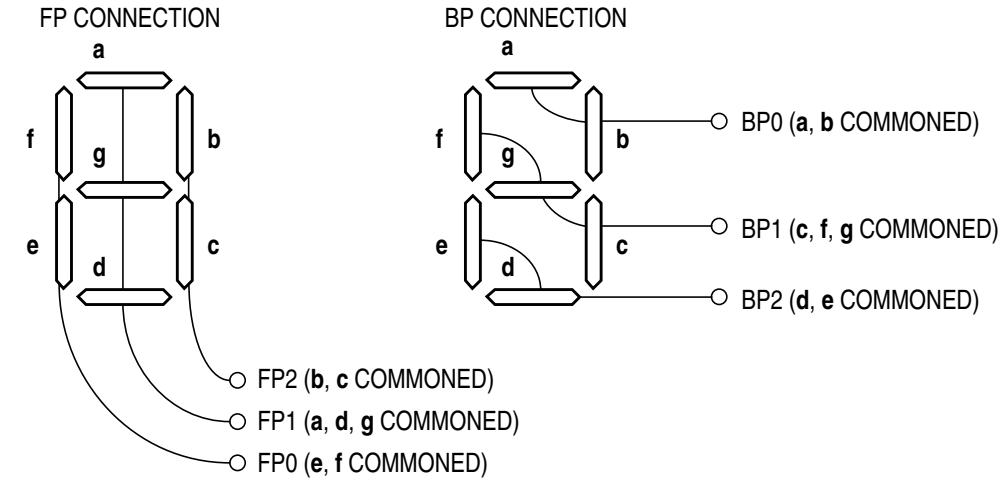 FP CONNECTION
a
f
b
g
e
c
d
FP2 (b, c COMMONED)
FP1 (a, d, g COMMONED)
FP0 (e, f COMMONED)
BP CONNECTION
a
f
b
g
e
c
d
BP0 (a, b COMMONED)
BP1 (c, f, g COMMONED)
BP2 (d, e COMMONED)